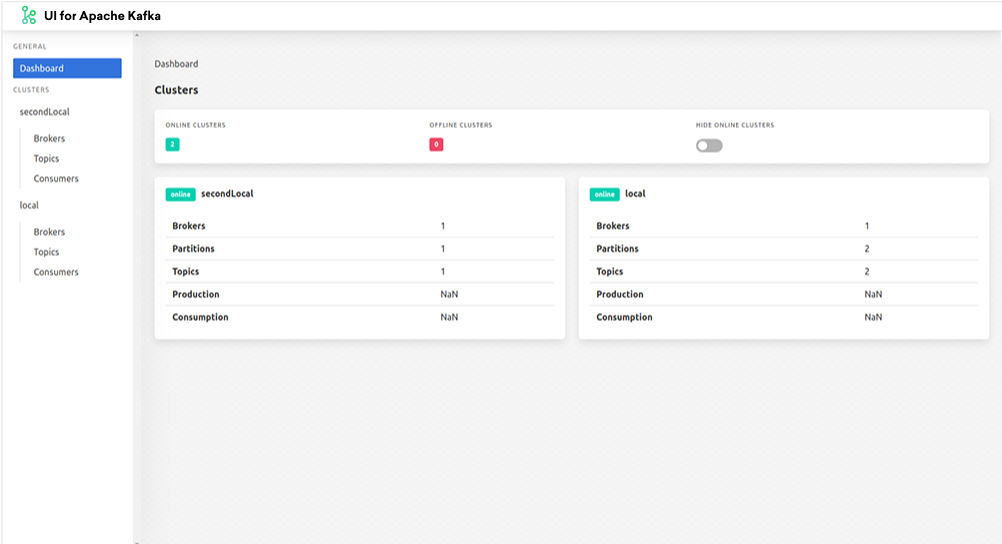 UI for Apache Kafka
GENERAL
Dashboard
CLUSTERS
secondLocal
Brokers
Topics
Consumers
local
Brokers
Topics
Consumers
Dashboard
Clusters
ONLINE CLUSTERS
2
OFFLINE CLUSTERS
0
HIDE ONLINE CLUSTERS
online secondLocal
Brokers 1
Partitions 1
Topics 1
Production NaN
Consumption NaN
online local
Brokers 1
Partitions 2
Topics 2
Production NaN
Consumption NaN